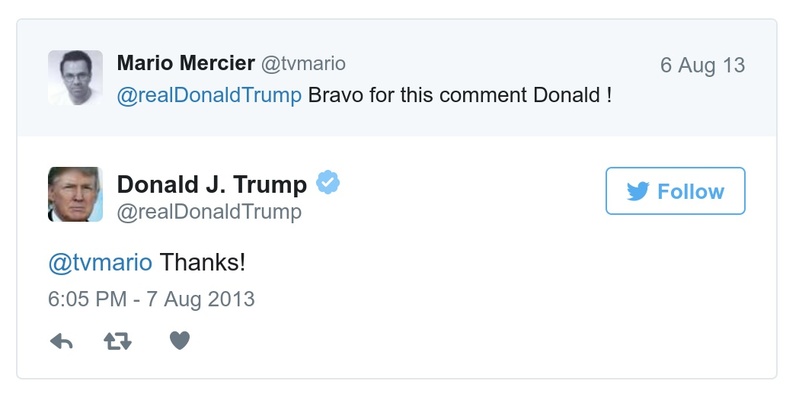 Mario Mercier @tvmario 6 Aug 13
@realDonaldTrump Bravo for this comment Donald !
Donald J. Trump
@realDonaldTrump
Follow
@tvmario Thanks!
6:05 PM - 7 Aug 2013